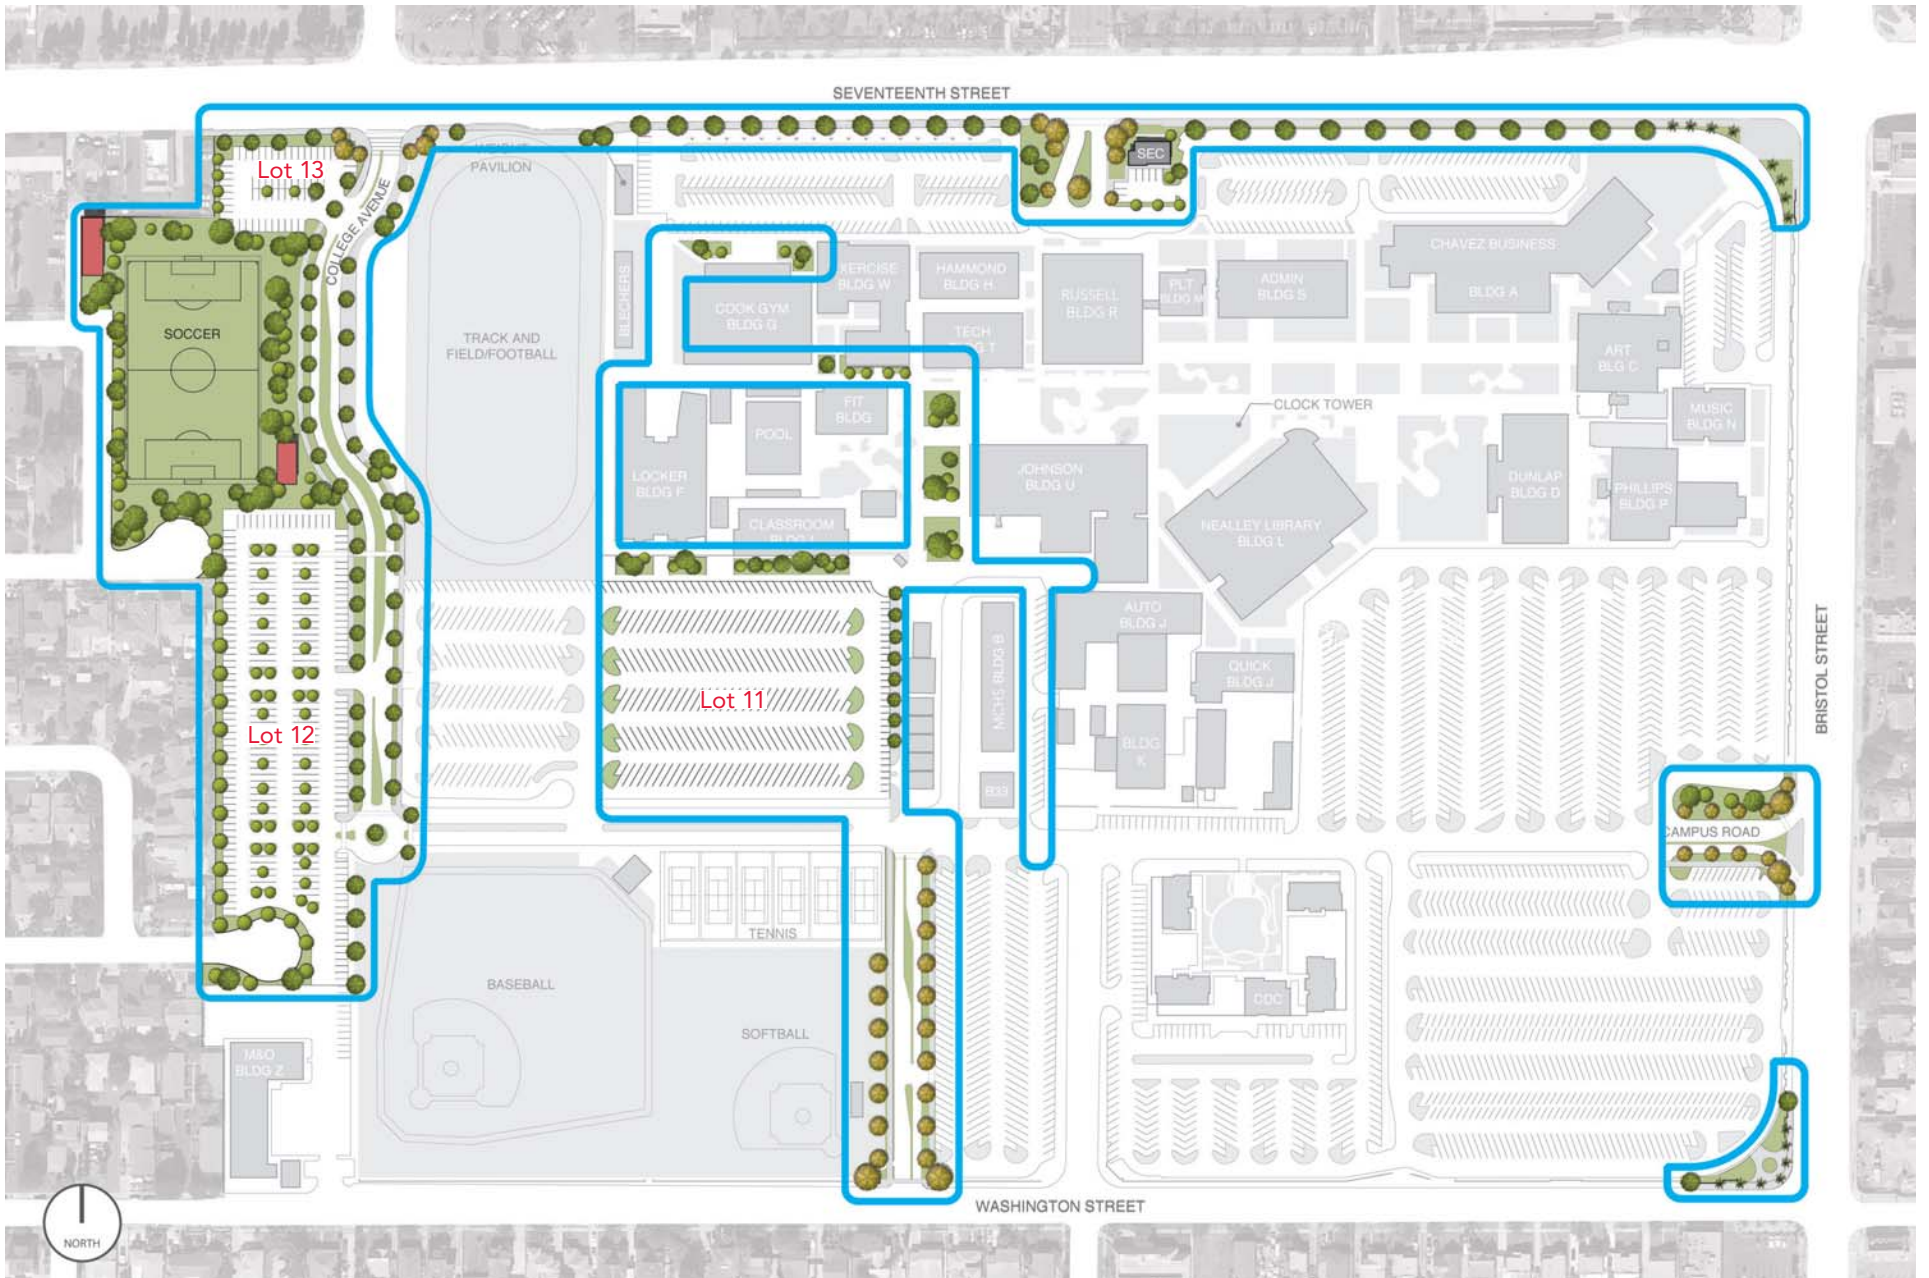 SEVENTEENTH STREET
Lot 13
COLLEGE AVENUE
PAVILION
SEC
SOCCER
BLECHERS
TRACK AND
FIELD/FOOTBALL
COOK GYM
BLDG G
XERCISE
BLDG W
HAMMOND
BLDG H
TECH
RUSSELL
BLDG R
PLT
BLDG M
ADMIN
BLDG S
CHAVEZ BUSINESS
BLDG A
ART
BLG C
MUSIC
BLDG N
CLOCK TOWER
FIT
BLDG
POOL
LOCKER
BLDG F
CLASSROOM
JOHNSON
BLDG U
NEALLEY LIBRARY
BLDG L
DUNLAP
BLDG D
PHILLIPS
BLDG P
AUTO
BLDG J
QUICK
BLDG J
MCHS BLDG B
BLDG
K
B33
Lot 11
Lot 12
BRISTOL STREET
CAMPUS ROAD
TENNIS
BASEBALL
SOFTBALL
CDC
M&O
BLDG Z
WASHINGTON STREET
NORTH